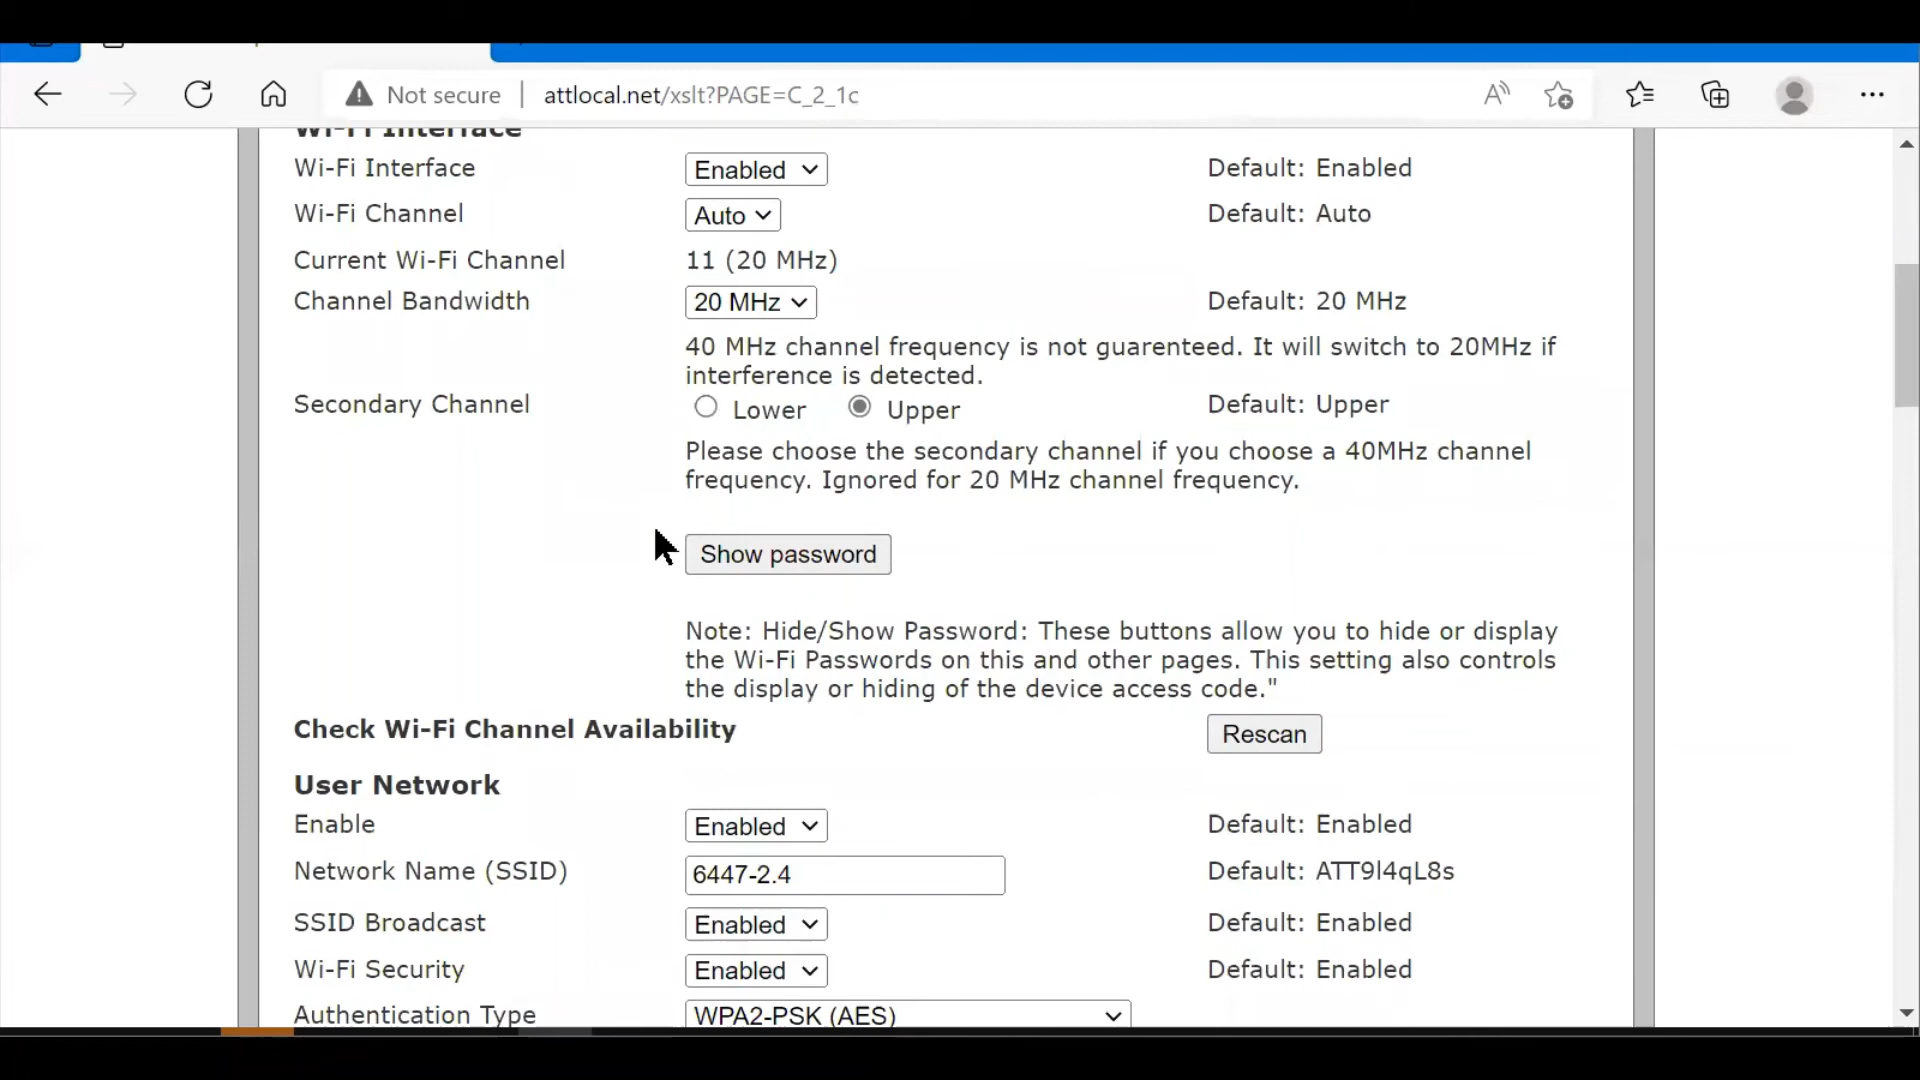 Not secure attlocal.net/xslt?PAGE=C_2_1c
Wi-Fi Interface
Wi-Fi Interface Enabled Default: Enabled
Wi-Fi Channel Auto Default: Auto
Current Wi-Fi Channel 11 (20 MHz)
Channel Bandwidth 20 MHz Default: 20 MHz
40 MHz channel frequency is not guarenteed. It will switch to 20MHz if
interference is detected.
Secondary Channel Lower Upper Default: Upper
Please choose the secondary channel if you choose a 40MHz channel
frequency. Ignored for 20 MHz channel frequency.
Show password
Note: Hide/Show Password: These buttons allow you to hide or display
the Wi-Fi Passwords on this and other pages. This setting also controls
the display or hiding of the device access code."
Check Wi-Fi Channel Availability Rescan
User Network
Enable Enabled Default: Enabled
Network Name (SSID) 6447-2.4 Default: ATT9l4qL8s
SSID Broadcast Enabled Default: Enabled
Wi-Fi Security Enabled Default: Enabled
Authentication Type WPA2-PSK (AES)